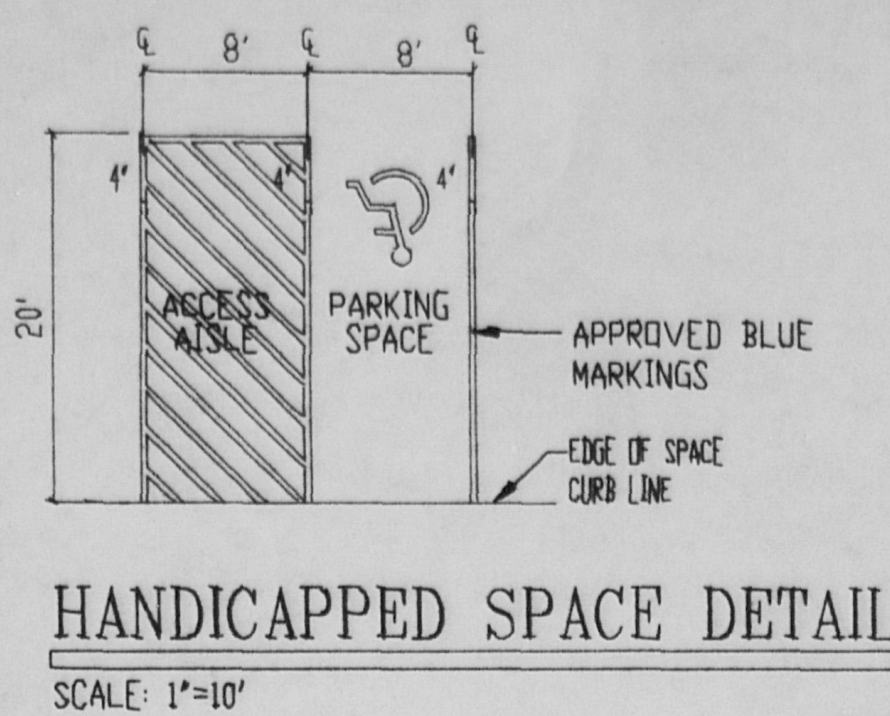 ℄ 8' ℄ 8' ℄
4' 4' 4'
20'
ACCESS
AISLE
PARKING
SPACE
APPROVED BLUE
MARKINGS
EDGE OF SPACE
CURB LINE
HANDICAPPED SPACE DETAIL
SCALE: 1"=10'